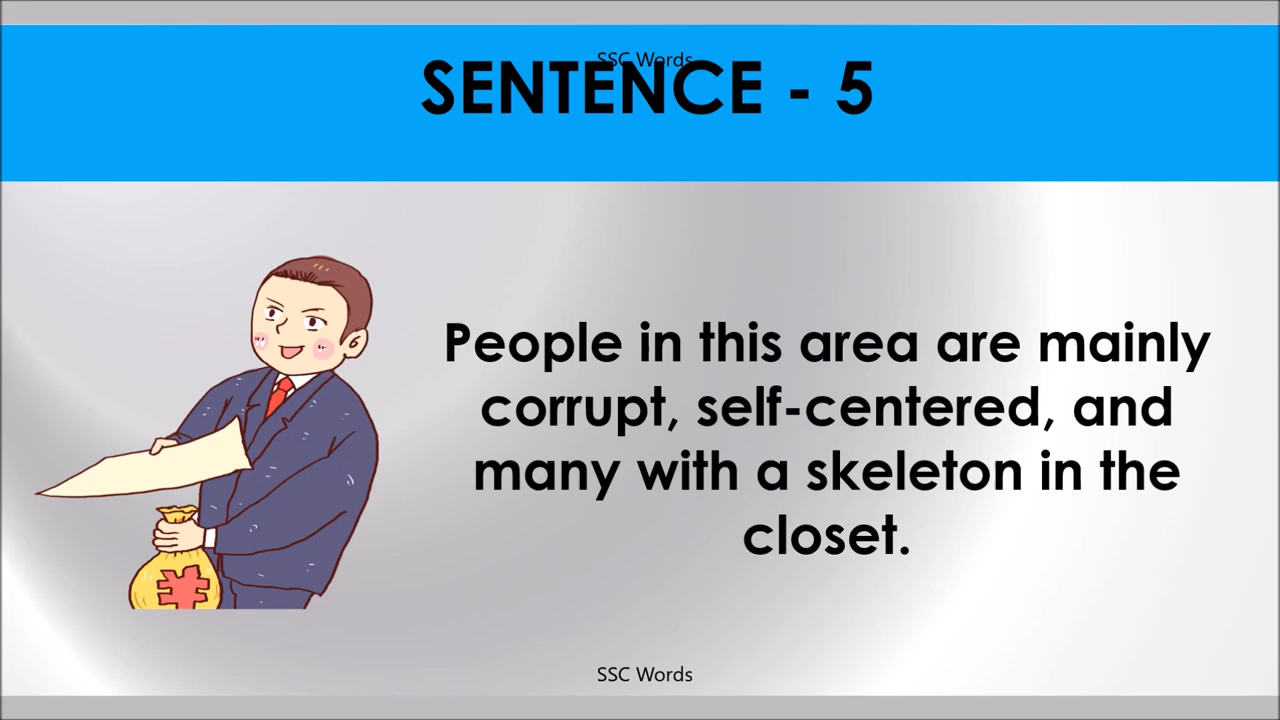 SSC Words
SENTENCE - 5
People in this area are mainly
corrupt, self-centered, and
many with a skeleton in the
closet.
SSC Words